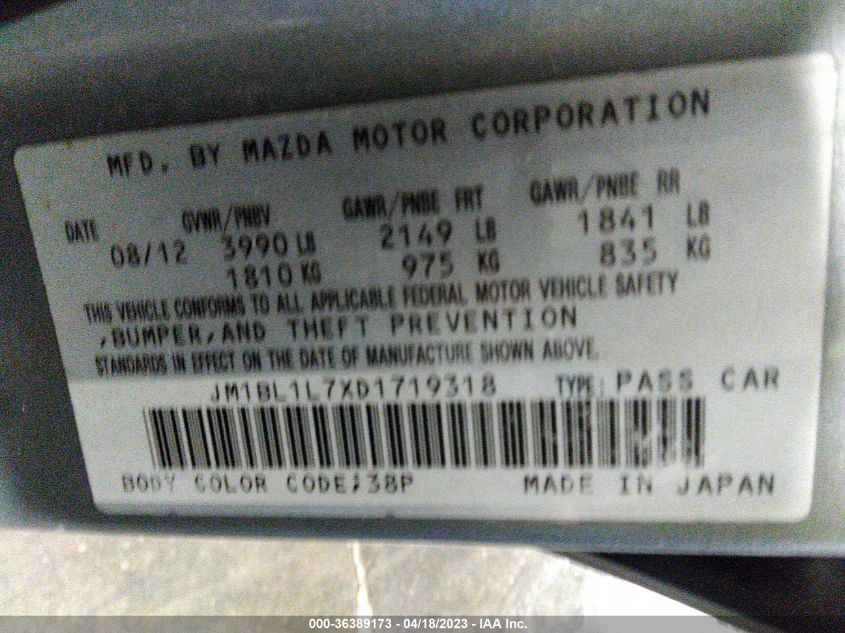 MFD. BY MAZDA MOTOR CORPORATION
DATE GVWR/PNBV GAWR/PNBE FRT GAWR/PNBE RR
08/12 3990 LB 2149 LB 1841 LB
1810 KG 975 KG 835 KG
THIS VEHICLE CONFORMS TO ALL APPLICABLE FEDERAL MOTOR VEHICLE SAFETY
,BUMPER,AND THEFT PREVENTION
STANDARDS IN EFFECT ON THE DATE OF MANUFACTURE SHOWN ABOVE.
JM1BL1L7XD1719318 TYPE: PASS CAR
BODY COLOR CODE:38P MADE IN JAPAN
000-36389173 - 04/18/2023 - IAA Inc.